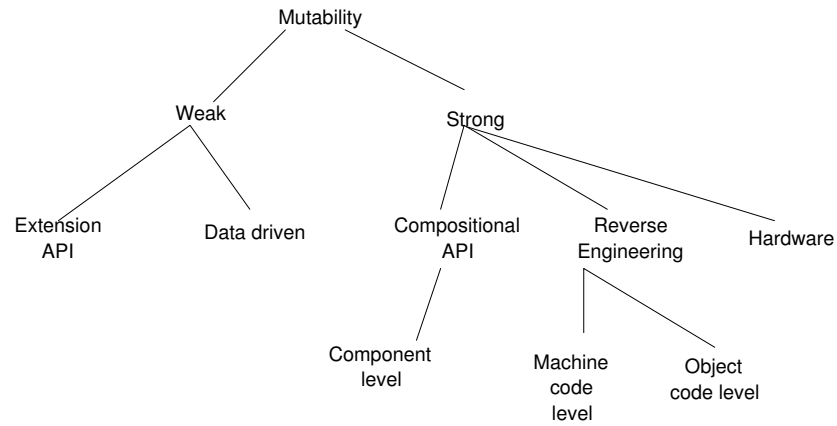 Mutability
Weak
Strong
Extension
API
Data driven
Compositional
API
Reverse
Engineering
Hardware
Component
level
Machine
code
level
Object
code level